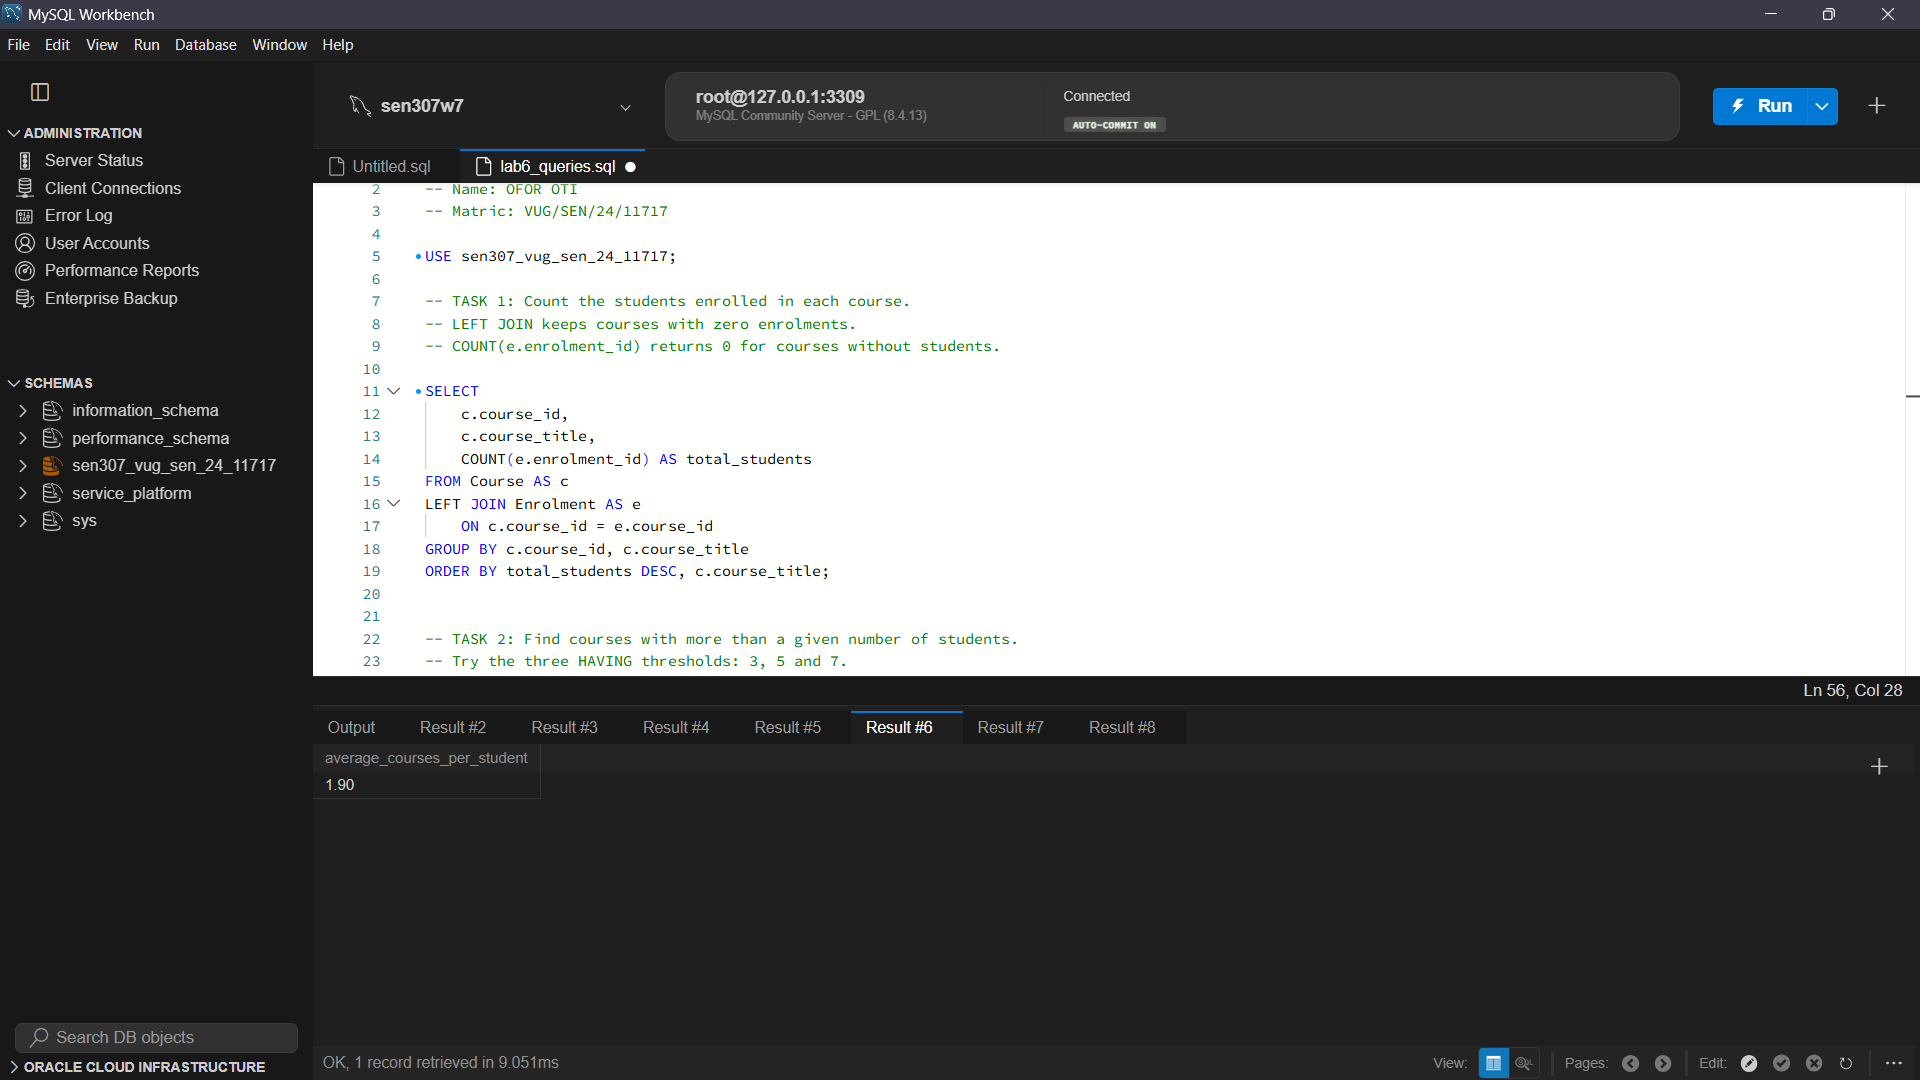 MySQL Workbench
File Edit View Run Database Window Help
sen307w7
root@127.0.0.1:3309
MySQL Community Server - GPL (8.4.13)
Connected
AUTO-COMMIT ON
Run
ADMINISTRATION
Server Status
Client Connections
Error Log
User Accounts
Performance Reports
Enterprise Backup
SCHEMAS
information_schema
performance_schema
sen307_vug_sen_24_11717
service_platform
sys
Search DB objects
ORACLE CLOUD INFRASTRUCTURE
Untitled.sql lab6_queries.sql
2 -- Name: OFOR OTI
3 -- Matric: VUG/SEN/24/11717
4
5 USE sen307_vug_sen_24_11717;
6
7 -- TASK 1: Count the students enrolled in each course.
8 -- LEFT JOIN keeps courses with zero enrolments.
9 -- COUNT(e.enrolment_id) returns 0 for courses without students.
10
11 SELECT
12 c.course_id,
13 c.course_title,
14 COUNT(e.enrolment_id) AS total_students
15 FROM Course AS c
16 LEFT JOIN Enrolment AS e
17 ON c.course_id = e.course_id
18 GROUP BY c.course_id, c.course_title
19 ORDER BY total_students DESC, c.course_title;
20
21
22 -- TASK 2: Find courses with more than a given number of students.
23 -- Try the three HAVING thresholds: 3, 5 and 7.
Ln 56, Col 28
Output Result #2 Result #3 Result #4 Result #5 Result #6 Result #7 Result #8
average_courses_per_student
1.90
OK, 1 record retrieved in 9.051ms
View: SQL Pages: Edit: